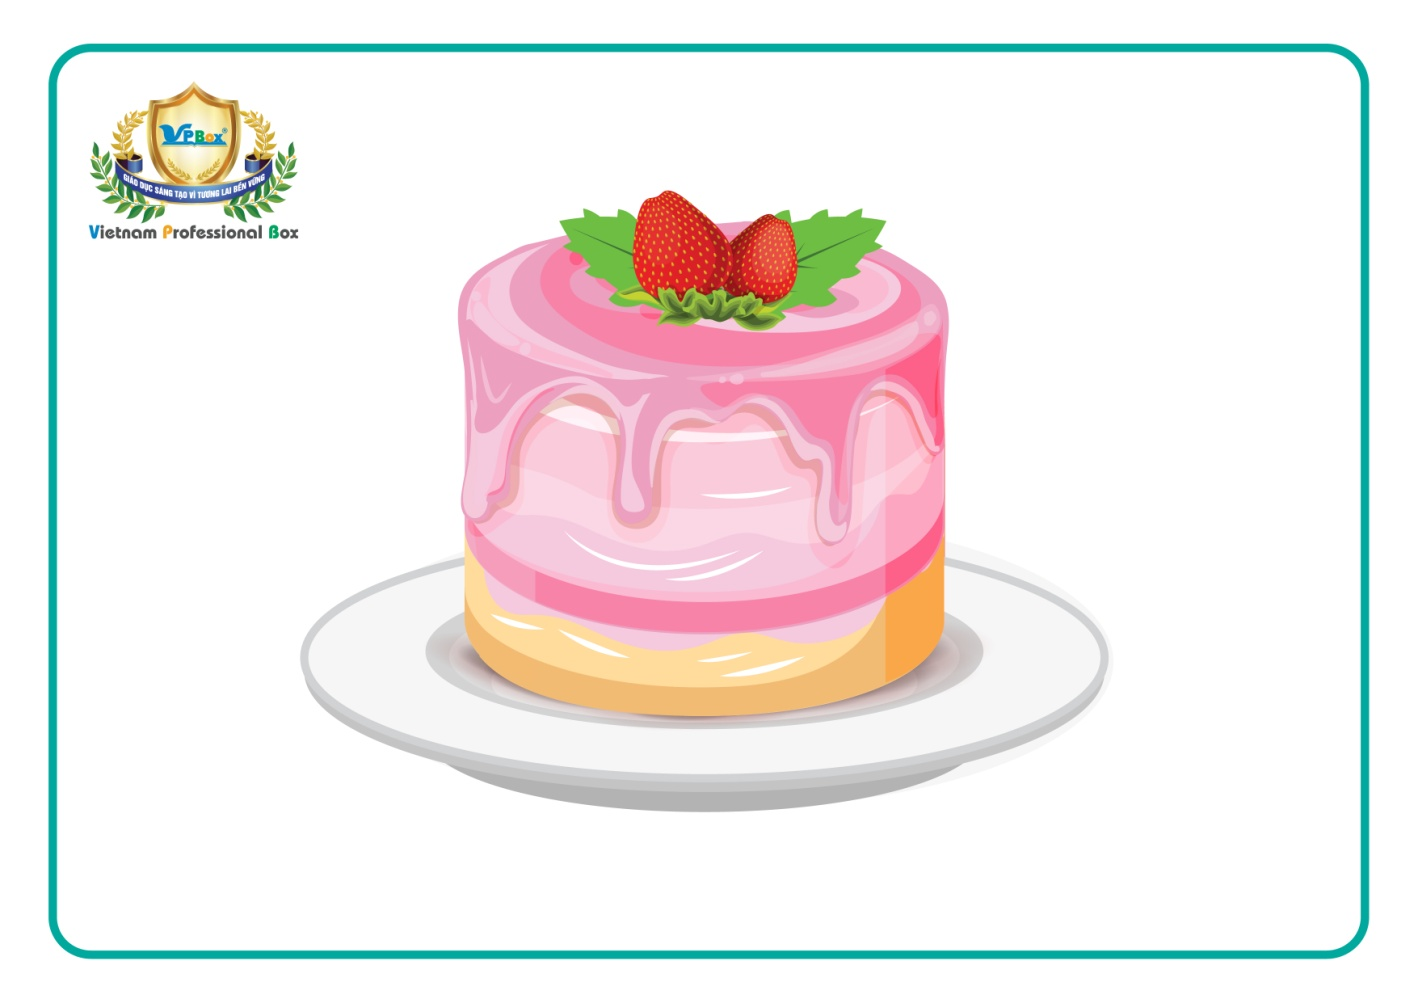 VPBox®
GIÁO DỤC SÁNG TẠO VÌ TƯƠNG LAI BỀN VỮNG
Vietnam Professional Box